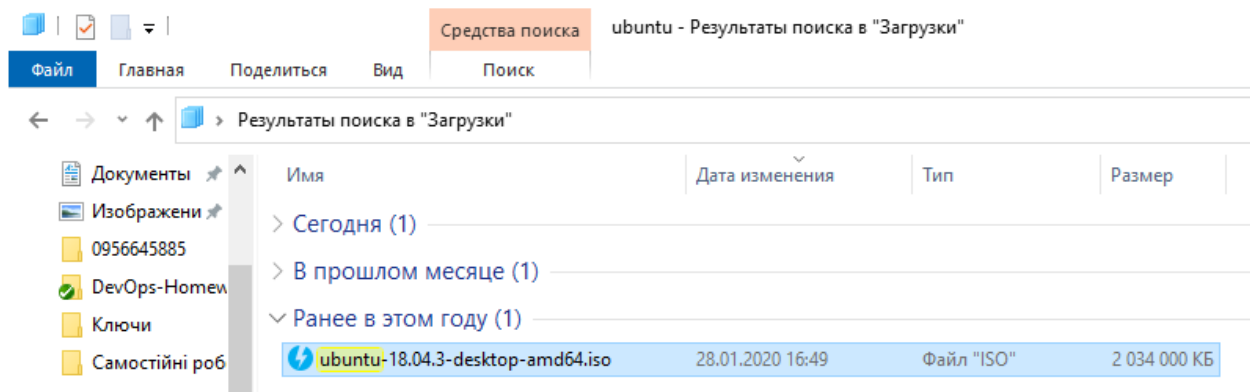 Средства поиска
ubuntu - Результаты поиска в "Загрузки"
Файл Главная Поделиться Вид Поиск
Результаты поиска в "Загрузки"
Документы
Изображени
0956645885
DevOps-Homew
Ключи
Самостійні роб
Имя Дата изменения Тип Размер
Сегодня (1)
В прошлом месяце (1)
Ранее в этом году (1)
ubuntu-18.04.3-desktop-amd64.iso 28.01.2020 16:49 Файл "ISO" 2 034 000 КБ